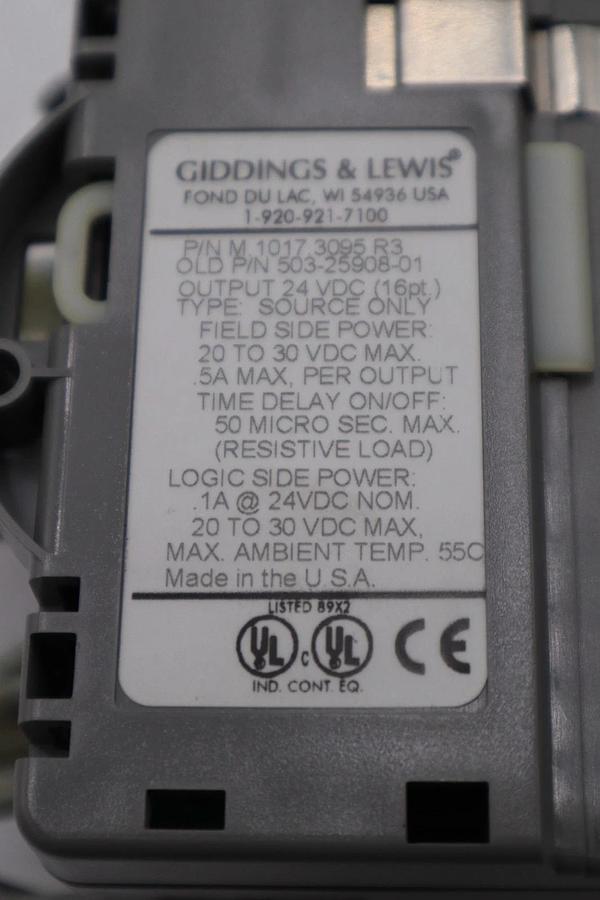 GIDDINGS & LEWIS®
FOND DU LAC, WI 54936 USA
1-920-921-7100
P/N M.1017.3095 R3
OLD P/N 503-25908-01
OUTPUT 24 VDC (16pt.)
TYPE: SOURCE ONLY
FIELD SIDE POWER:
20 TO 30 VDC MAX.
.5A MAX, PER OUTPUT
TIME DELAY ON/OFF:
50 MICRO SEC. MAX.
(RESISTIVE LOAD)
LOGIC SIDE POWER:
.1A @ 24VDC NOM.
20 TO 30 VDC MAX,
MAX. AMBIENT TEMP. 55C
Made in the U.S.A.
LISTED 89X2
UL c UL CE
IND. CONT. EQ.